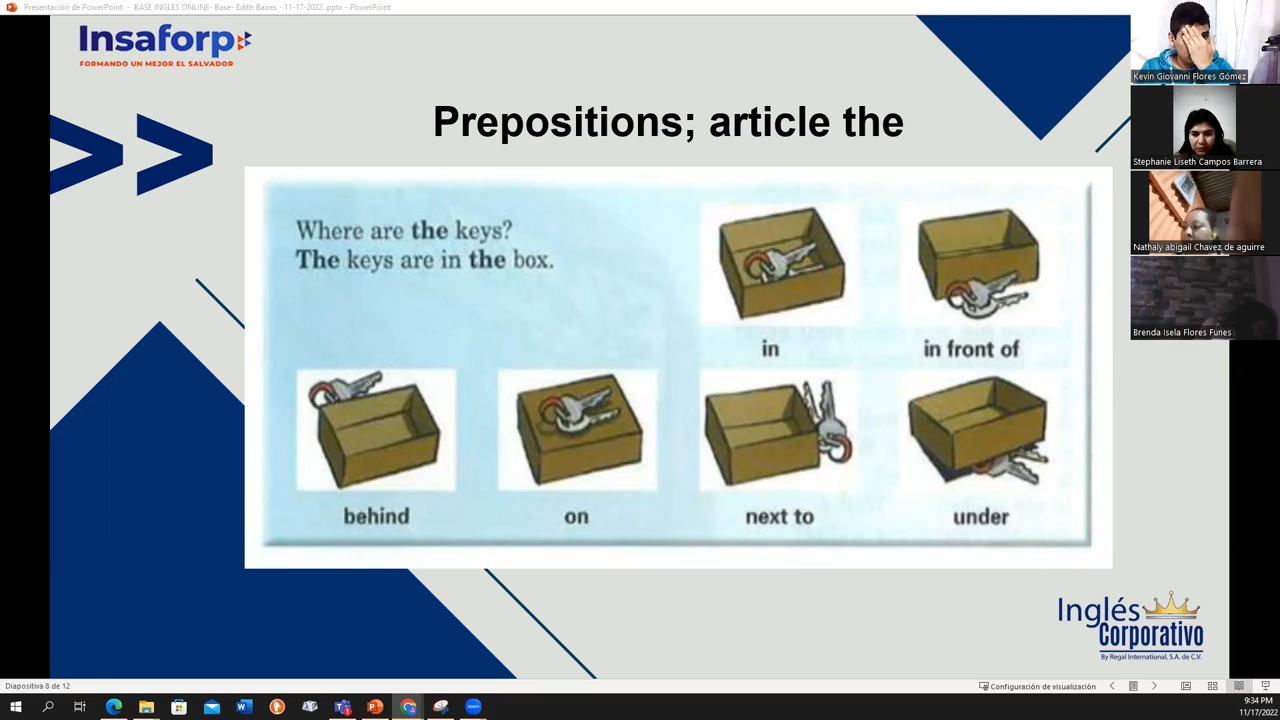 Presentación de PowerPoint - BASE INGLES ONLINE- Base- Edith Baires - 11-17-2022 .pptx - PowerPoint
Insaforp
FORMANDO UN MEJOR EL SALVADOR
Prepositions; article the
Where are the keys?
The keys are in the box.
in
in front of
behind
on
next to
under
Inglés
Corporativo
By Regal International, S.A. de C.V.
Kevin Giovanni Flores Gómez
Stephanie Liseth Campos Barrera
Nathaly abigail Chavez de aguirre
Brenda Isela Flores Funes
Diapositiva 8 de 12
Configuración de visualización
9:34 PM
11/17/2022